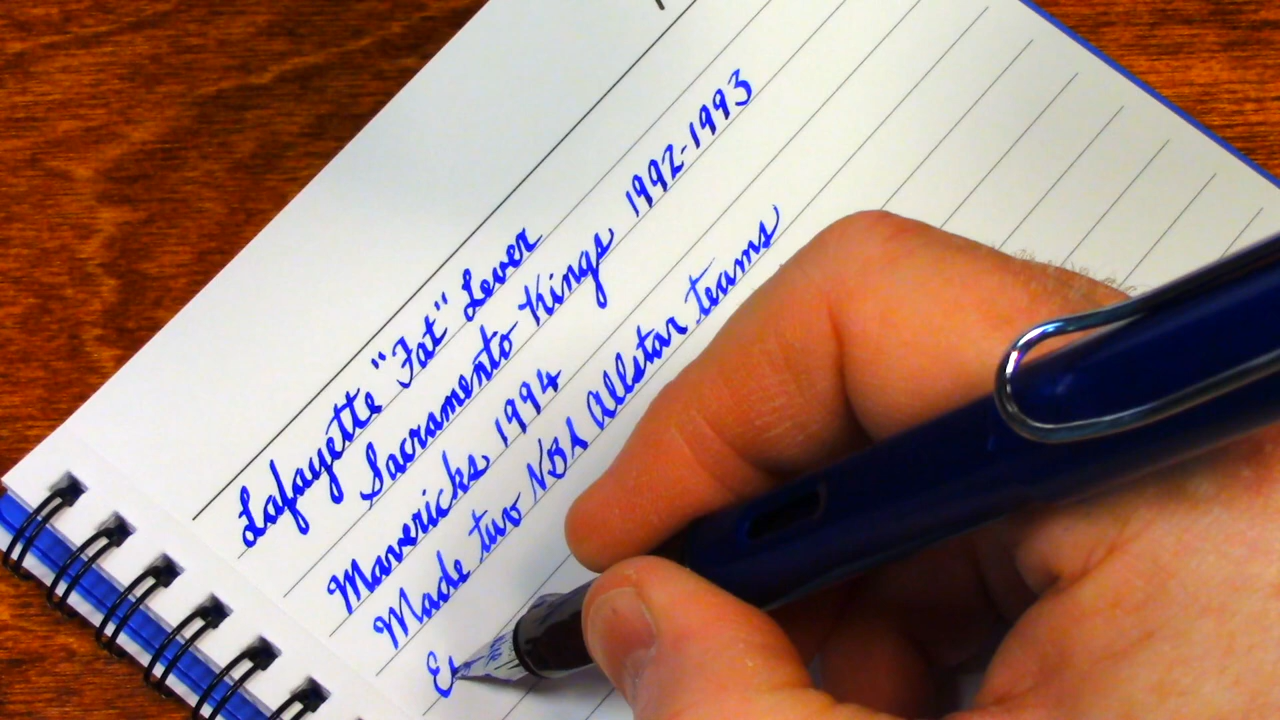 Lafayette "Fat" Lever
Sacramento Kings 1992-1993
Mavericks 1994
Made two NBA Allstar teams